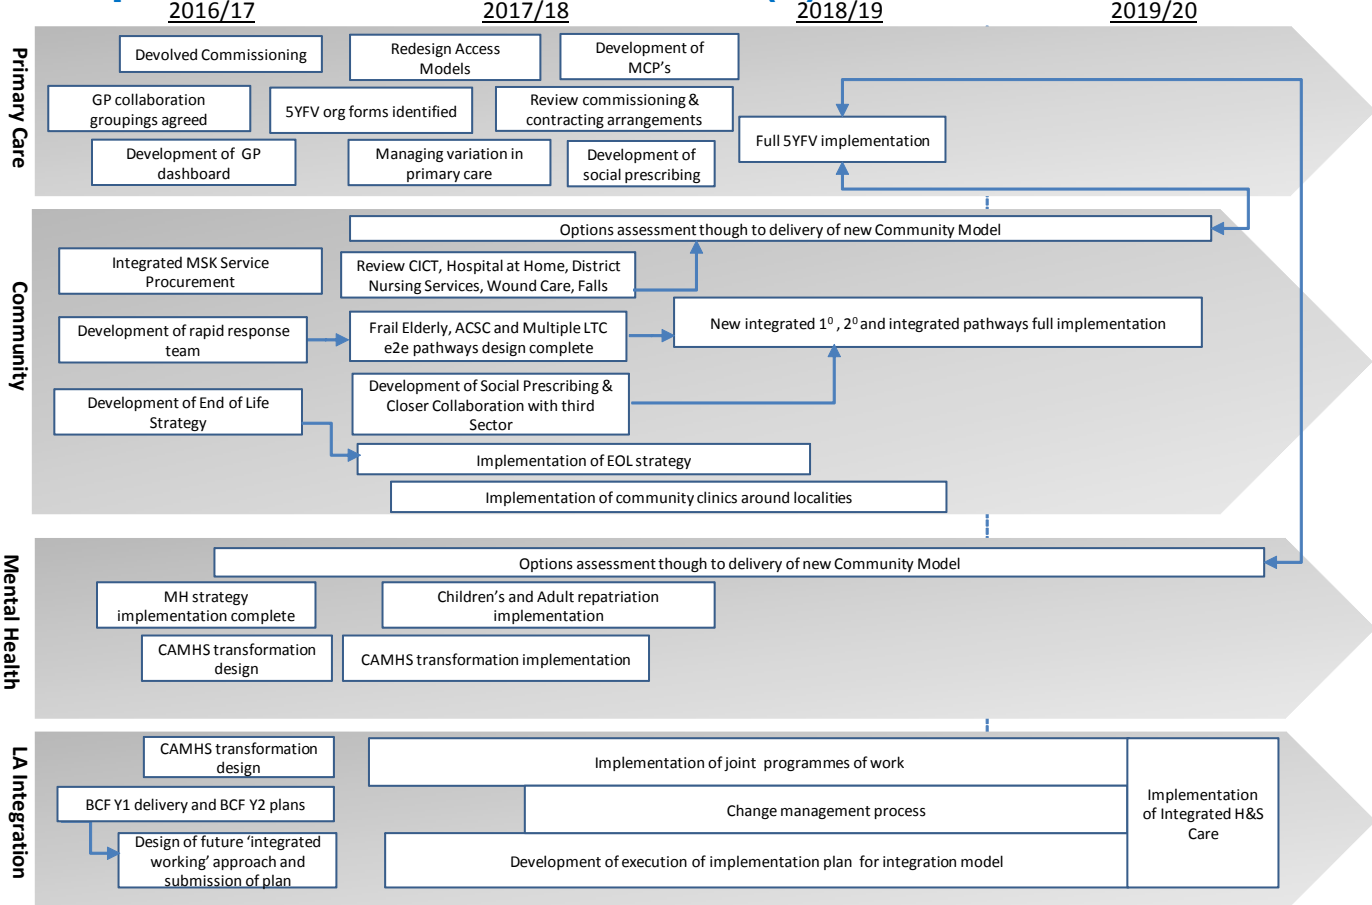 2016/17
2017/18
2018/19
2019/20
Primary Care
Devolved Commissioning
Redesign Access
Models
Development of
MCP's
GP collaboration
groupings agreed
5YFV org forms identified
Review commissioning &
contracting arrangements
Full 5YFV implementation
Development of GP
dashboard
Managing variation in
primary care
Development of
social prescribing
Community
Options assessment though to delivery of new Community Model
Integrated MSK Service
Procurement
Review CICT, Hospital at Home, District
Nursing Services, Wound Care, Falls
Development of rapid response
team
Frail Elderly, ACSC and Multiple LTC
e2e pathways design complete
New integrated 1⁰ , 2⁰ and integrated pathways full implementation
Development of End of Life
Strategy
Development of Social Prescribing &
Closer Collaboration with third
Sector
Implementation of EOL strategy
Implementation of community clinics around localities
Mental Health
Options assessment though to delivery of new Community Model
MH strategy
implementation complete
Children's and Adult repatriation
implementation
CAMHS transformation
design
CAMHS transformation implementation
LA Integration
CAMHS transformation
design
Implementation of joint programmes of work
BCF Y1 delivery and BCF Y2 plans
Change management process
Implementation
of Integrated H&S
Care
Design of future 'integrated
working' approach and
submission of plan
Development of execution of implementation plan for integration model